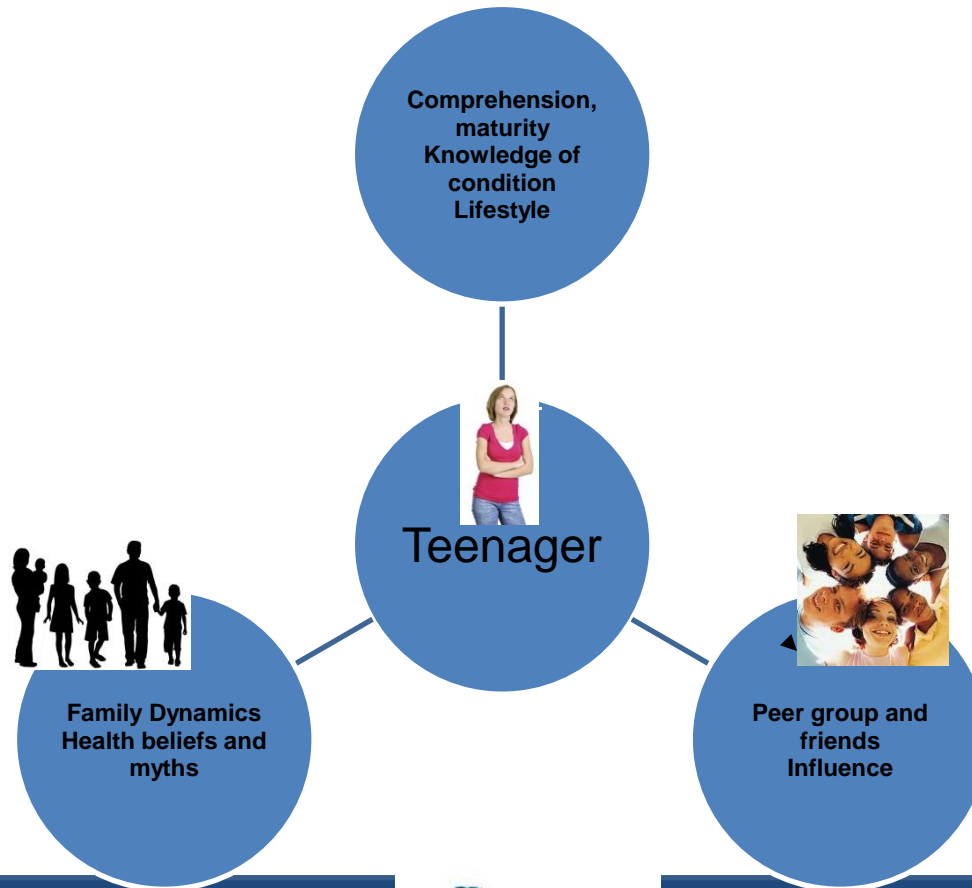 Comprehension,
maturity
Knowledge of
condition
Lifestyle
Teenager
Family Dynamics
Health beliefs and
myths
Peer group and
friends
Influence